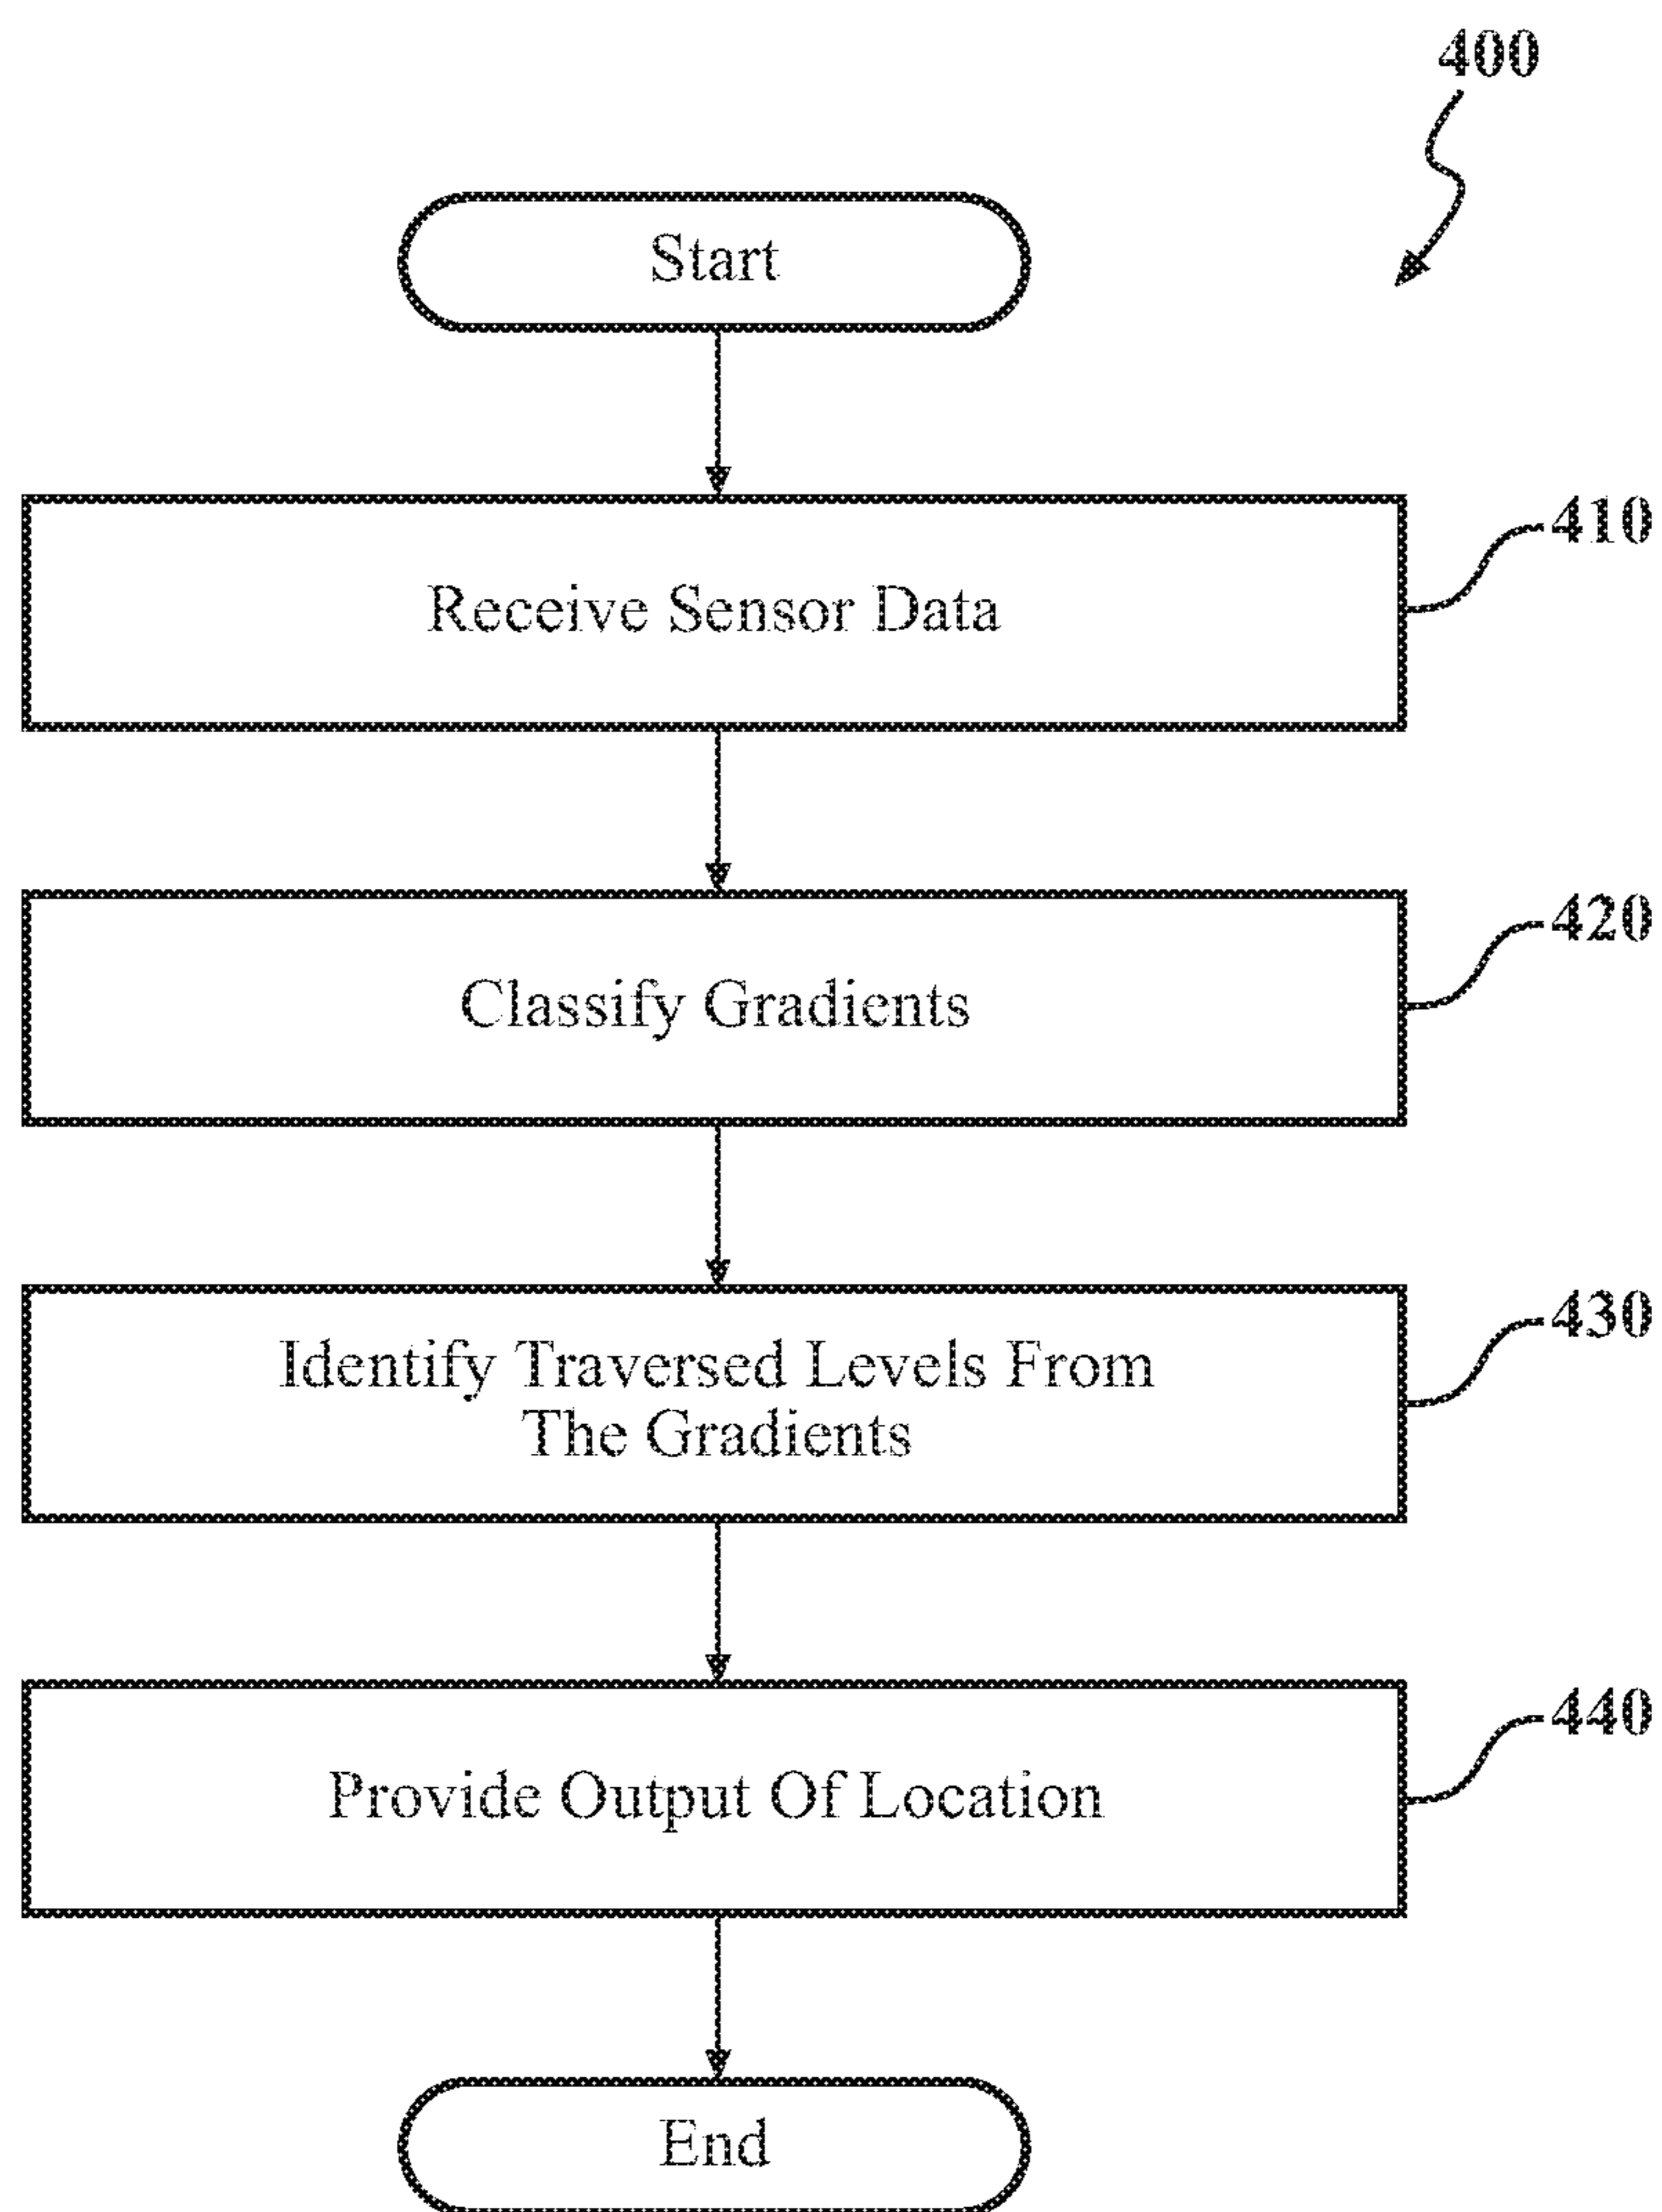 400
Start
410
Receive Sensor Data
420
Classify Gradients
430
Identify Traversed Levels From
The Gradients
440
Provide Output Of Location
End